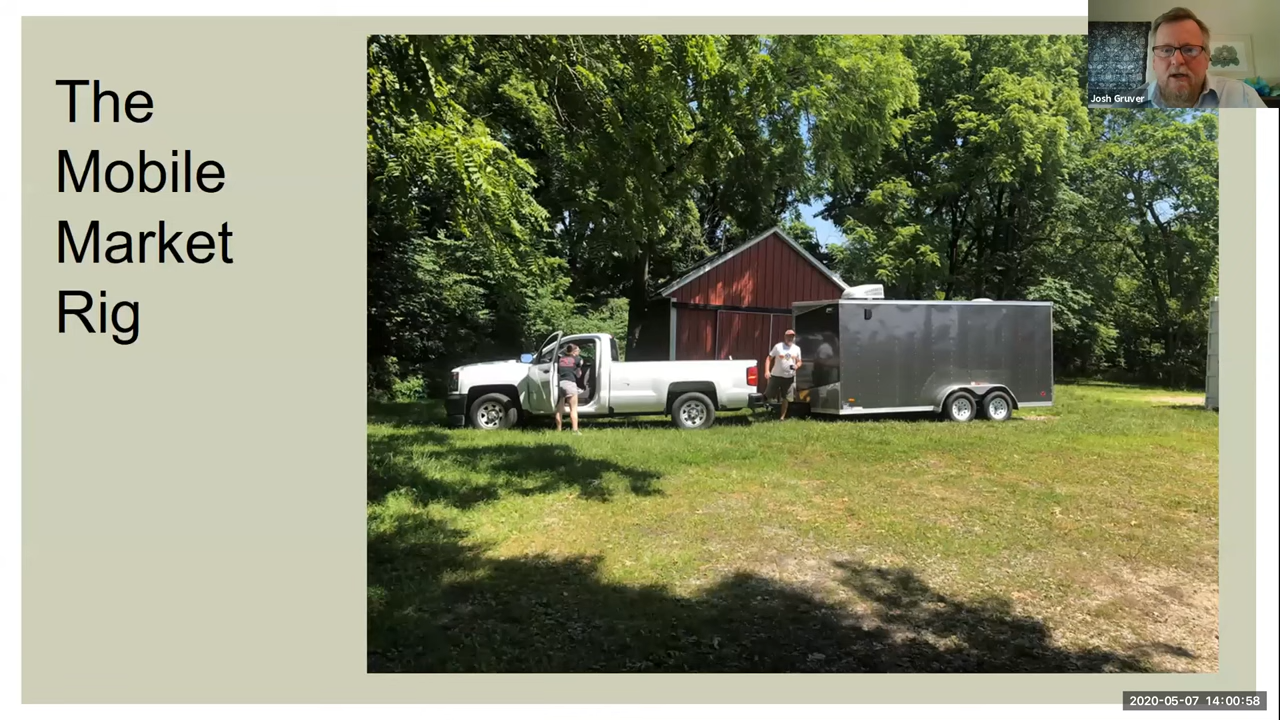 The
Mobile
Market
Rig
Josh Gruver
2020-05-07 14:00:58